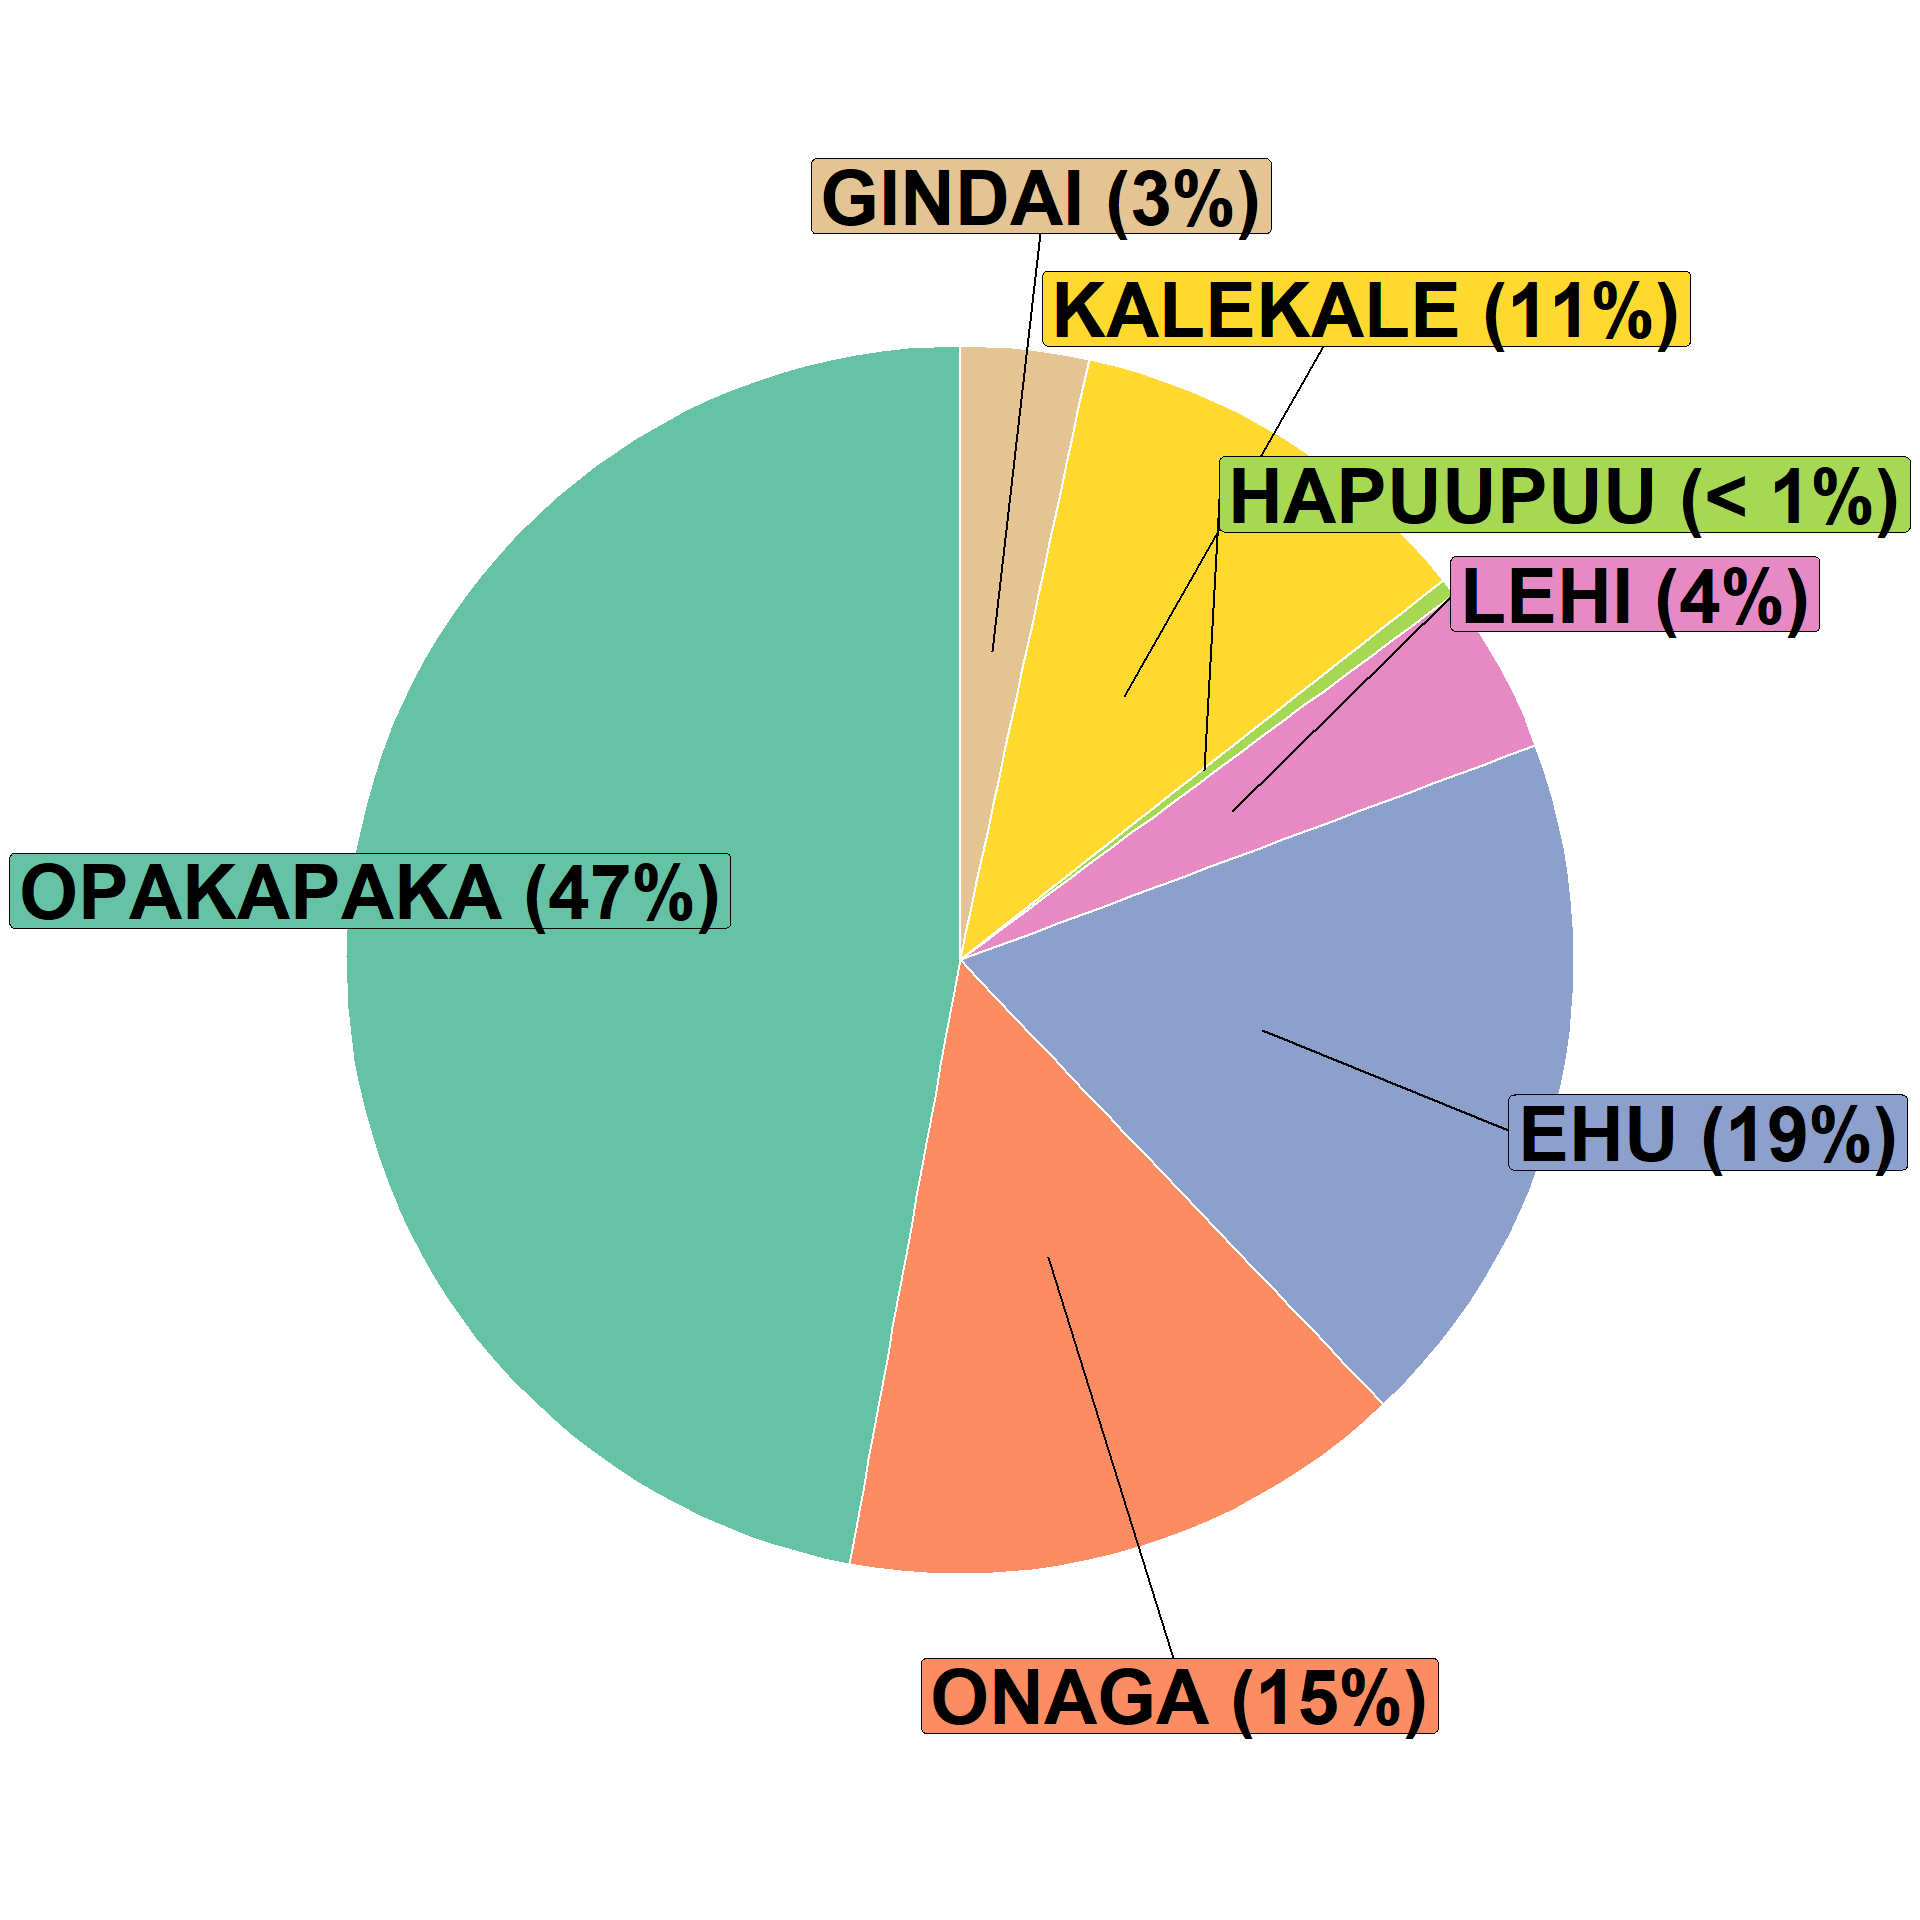 GINDAI (3%)
KALEKALE (11%)
HAPUUPUU (< 1%)
LEHI (4%)
OPAKAPAKA (47%)
EHU (19%)
ONAGA (15%)